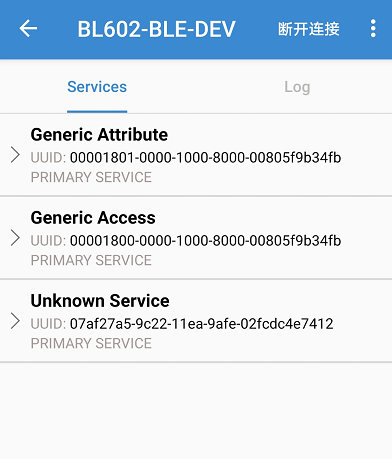 BL602-BLE-DEV 断开连接
Services Log
Generic Attribute
UUID: 00001801-0000-1000-8000-00805f9b34fb
PRIMARY SERVICE
Generic Access
UUID: 00001800-0000-1000-8000-00805f9b34fb
PRIMARY SERVICE
Unknown Service
UUID: 07af27a5-9c22-11ea-9afe-02fcdc4e7412
PRIMARY SERVICE